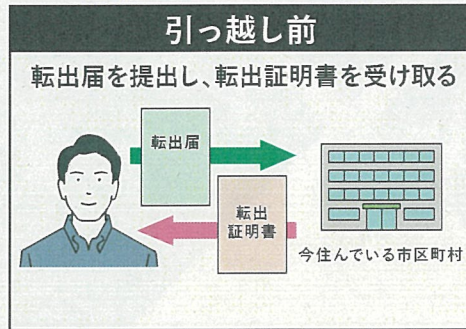 引っ越し前
転出届を提出し、転出証明書を受け取る
転出届
転出
証明書
今住んでいる市区町村